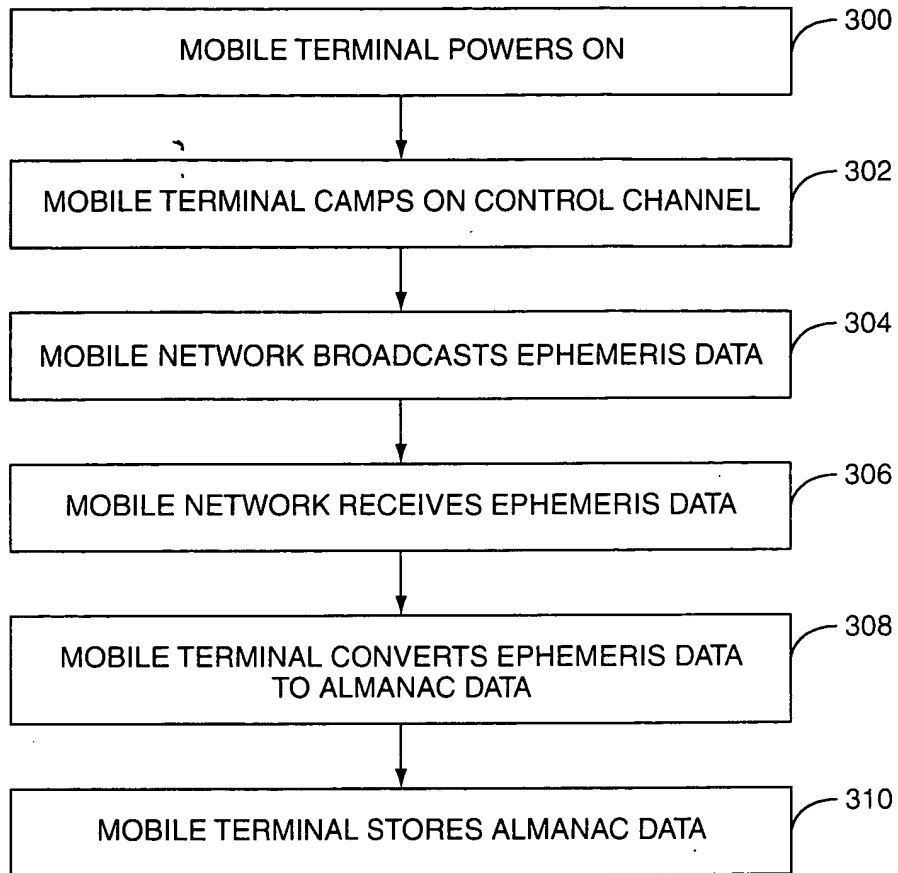 MOBILE TERMINAL POWERS ON
300
MOBILE TERMINAL CAMPS ON CONTROL CHANNEL
302
MOBILE NETWORK BROADCASTS EPHEMERIS DATA
304
MOBILE NETWORK RECEIVES EPHEMERIS DATA
306
MOBILE TERMINAL CONVERTS EPHEMERIS DATA
TO ALMANAC DATA
308
MOBILE TERMINAL STORES ALMANAC DATA
310